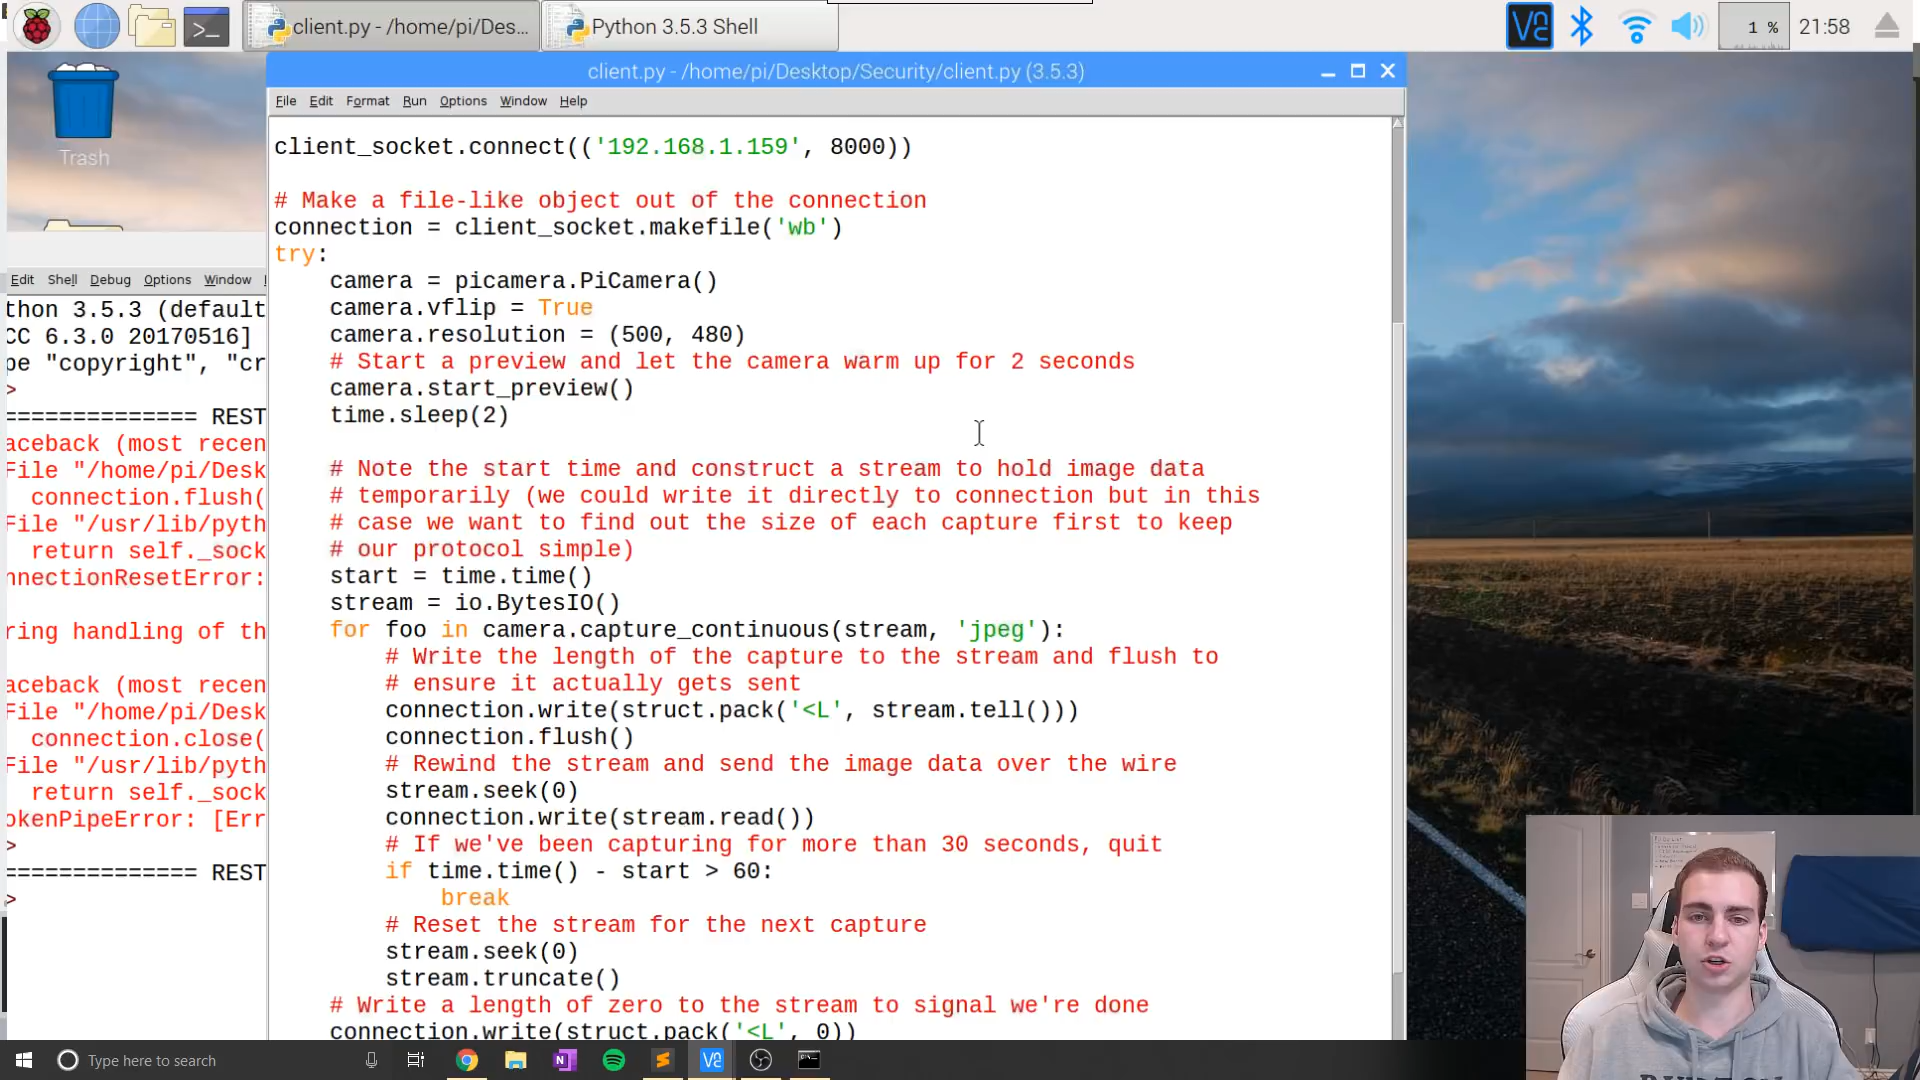 client.py - /home/pi/Des...
Python 3.5.3 Shell
1 %
21:58
Trash
client.py - /home/pi/Desktop/Security/client.py (3.5.3)
File Edit Format Run Options Window Help
client_socket.connect(('192.168.1.159', 8000))
# Make a file-like object out of the connection
connection = client_socket.makefile('wb')
try:
camera = picamera.PiCamera()
camera.vflip = True
camera.resolution = (500, 480)
# Start a preview and let the camera warm up for 2 seconds
camera.start_preview()
time.sleep(2)
# Note the start time and construct a stream to hold image data
# temporarily (we could write it directly to connection but in this
# case we want to find out the size of each capture first to keep
# our protocol simple)
start = time.time()
stream = io.BytesIO()
for foo in camera.capture_continuous(stream, 'jpeg'):
# Write the length of the capture to the stream and flush to
# ensure it actually gets sent
connection.write(struct.pack('<L', stream.tell()))
connection.flush()
# Rewind the stream and send the image data over the wire
stream.seek(0)
connection.write(stream.read())
# If we've been capturing for more than 30 seconds, quit
if time.time() - start > 60:
break
# Reset the stream for the next capture
stream.seek(0)
stream.truncate()
# Write a length of zero to the stream to signal we're done
connection.write(struct.pack('<L', 0))
Edit Shell Debug Options Window
thon 3.5.3 (default
CC 6.3.0 20170516]
pe "copyright", "cr
>
============== REST
aceback (most recen
File "/home/pi/Desk
connection.flush(
File "/usr/lib/pyth
return self._sock
nnectionResetError:
ring handling of th
aceback (most recen
File "/home/pi/Desk
connection.close(
File "/usr/lib/pyth
return self._sock
okenPipeError: [Err
>
============== REST
>
Type here to search